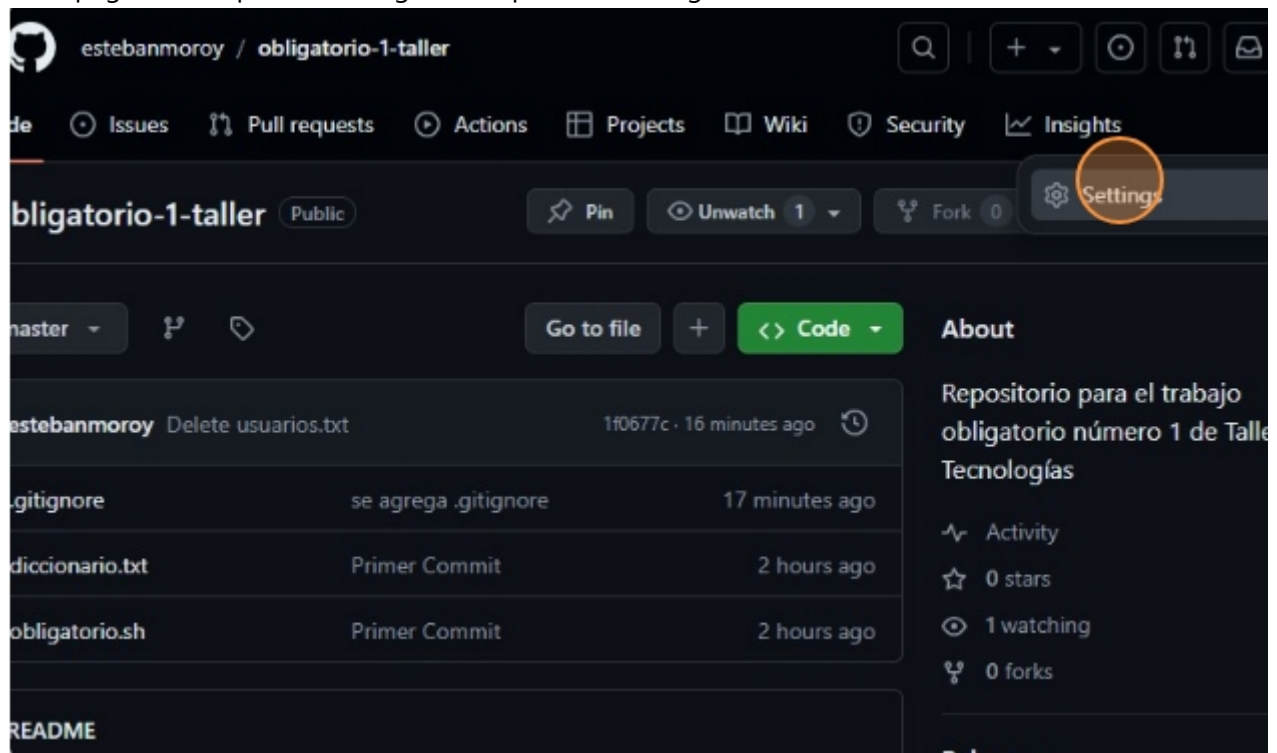 estebanmoroy / obligatorio-1-taller
de Issues Pull requests Actions Projects Wiki Security Insights
bligatorio-1-taller Public Pin Unwatch 1 Fork 0 Settings
naster Go to file + <> Code About
Repositorio para el trabajo
obligatorio número 1 de Talle
Tecnologías
estebanmoroy Delete usuarios.txt 1f0677c · 16 minutes ago
.gitignore se agrega .gitignore 17 minutes ago
diccionario.txt Primer Commit 2 hours ago
obligatorio.sh Primer Commit 2 hours ago
Activity
0 stars
1 watching
0 forks
README